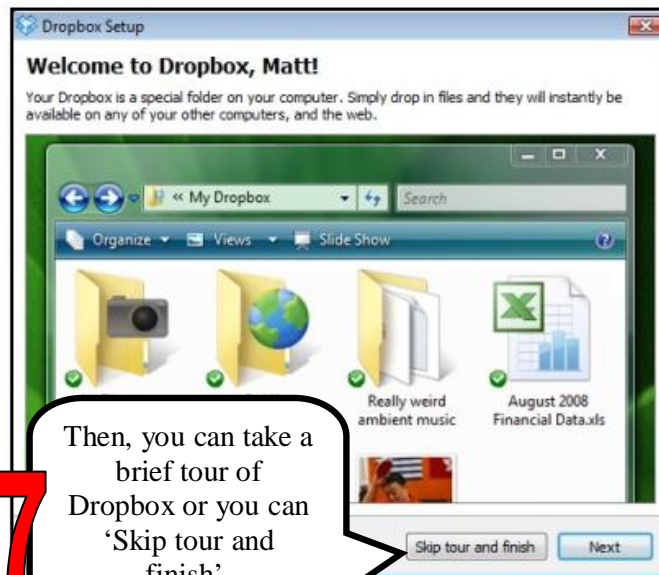 Dropbox Setup
Welcome to Dropbox, Matt!
Your Dropbox is a special folder on your computer. Simply drop in files and they will instantly be
available on any of your other computers, and the web.
« My Dropbox
Search
Organize
Views
Slide Show
Really weird
ambient music
August 2008
Financial Data.xls
Then, you can take a
brief tour of
Dropbox or you can
‘Skip tour and
finish’
7
Skip tour and finish
Next